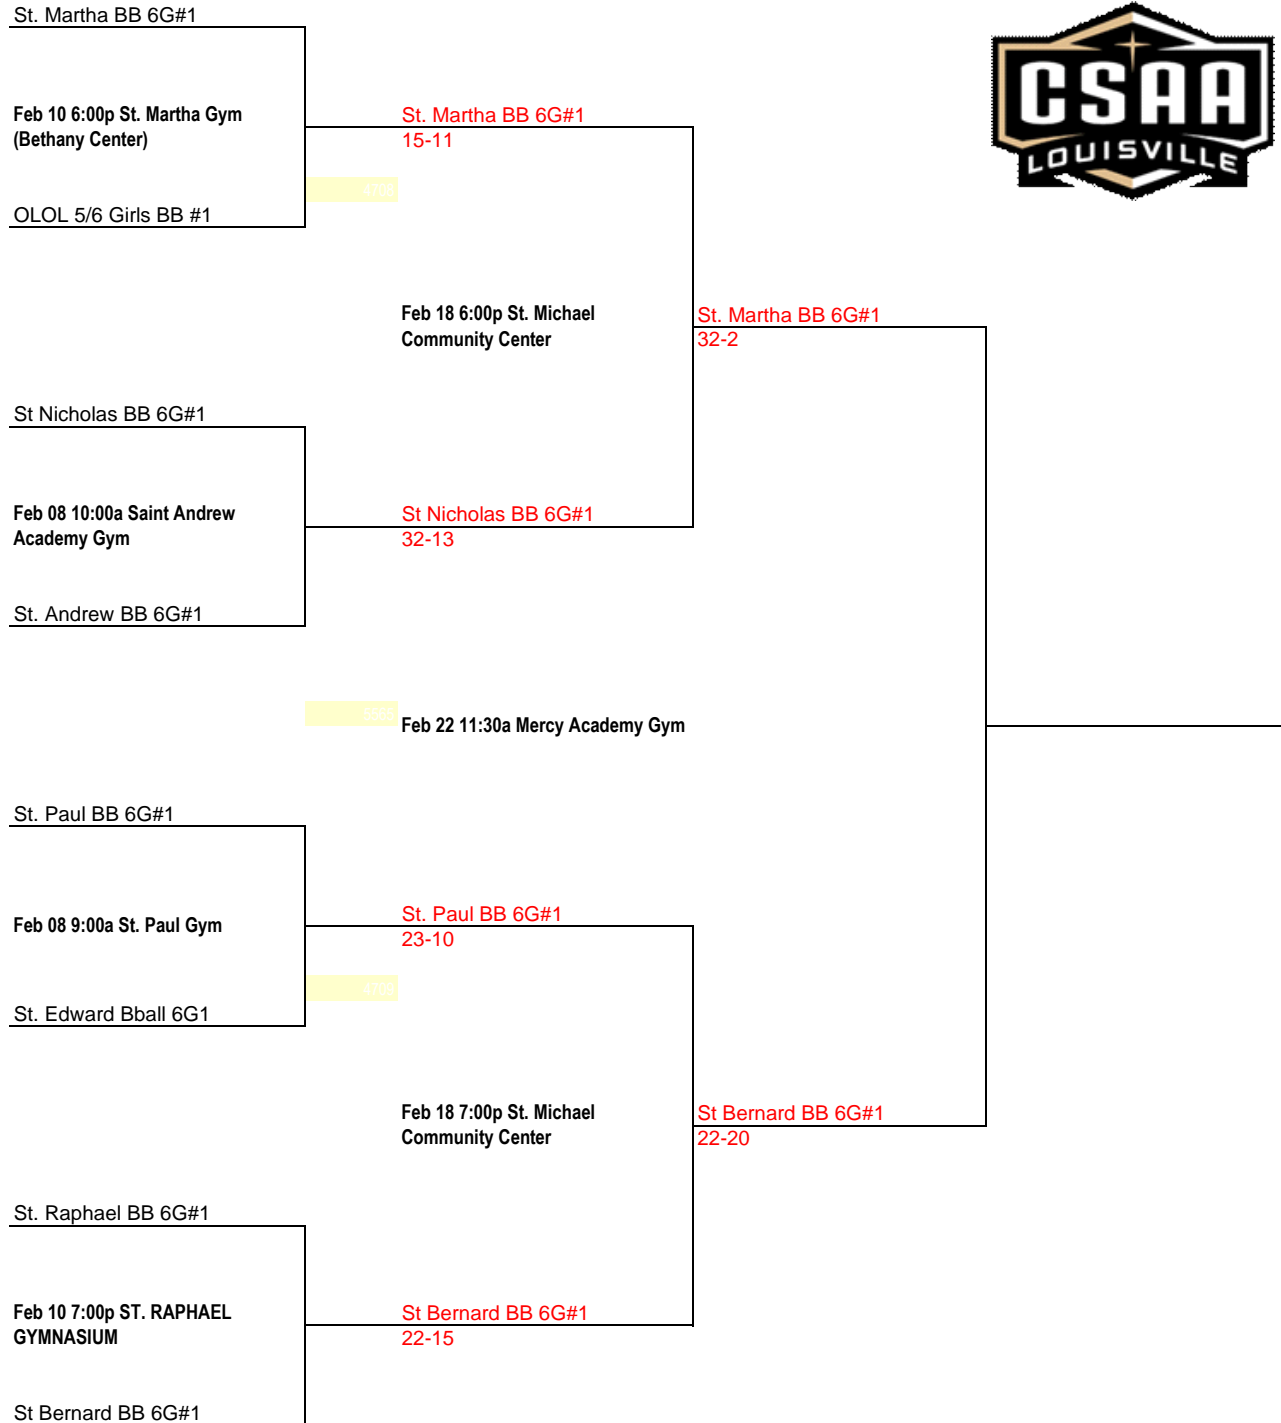 St. Martha BB 6G#1
CSAA
LOUISVILLE
Feb 10 6:00p St. Martha Gym
(Bethany Center)
St. Martha BB 6G#1
15-11
4708
OLOL 5/6 Girls BB #1
Feb 18 6:00p St. Michael
Community Center
St. Martha BB 6G#1
32-2
St Nicholas BB 6G#1
Feb 08 10:00a Saint Andrew
Academy Gym
St Nicholas BB 6G#1
32-13
St. Andrew BB 6G#1
Feb 22 11:30a Mercy Academy Gym
St. Paul BB 6G#1
Feb 08 9:00a St. Paul Gym
St. Paul BB 6G#1
23-10
4709
St. Edward Bball 6G1
Feb 18 7:00p St. Michael
Community Center
St Bernard BB 6G#1
22-20
St. Raphael BB 6G#1
Feb 10 7:00p ST. RAPHAEL
GYMNASIUM
St Bernard BB 6G#1
22-15
St Bernard BB 6G#1